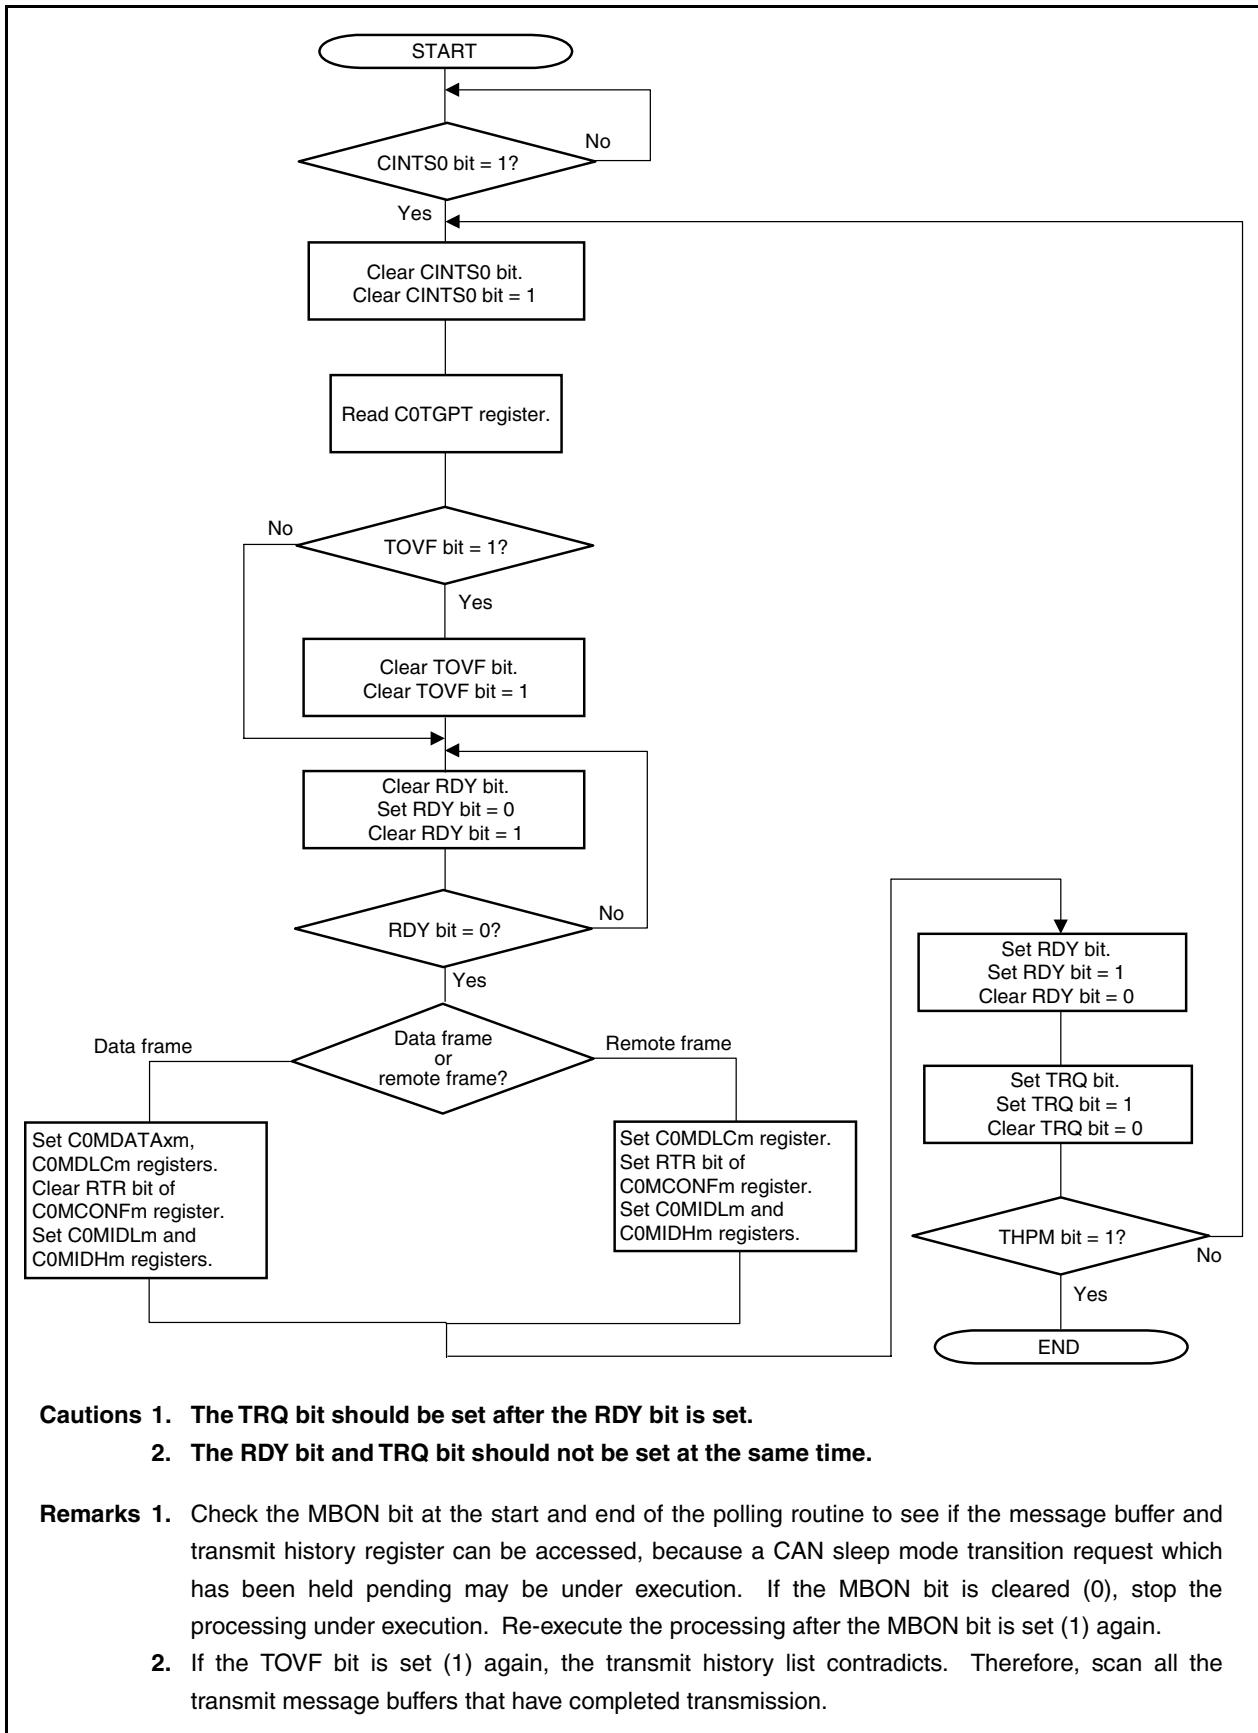 START
No
CINTS0 bit = 1?
Yes
Clear CINTS0 bit.
Clear CINTS0 bit = 1
Read C0TGPT register.
No
TOVF bit = 1?
Yes
Clear TOVF bit.
Clear TOVF bit = 1
Clear RDY bit.
Set RDY bit = 0
Clear RDY bit = 1
No
RDY bit = 0?
Yes
Data frame
Data frame
or
remote frame?
Remote frame
Set C0MDATAxm,
C0MDLCm registers.
Clear RTR bit of
C0MCONFm register.
Set C0MIDLm and
C0MIDHm registers.
Set C0MDLCm register.
Set RTR bit of
C0MCONFm register.
Set C0MIDLm and
C0MIDHm registers.
Set RDY bit.
Set RDY bit = 1
Clear RDY bit = 0
Set TRQ bit.
Set TRQ bit = 1
Clear TRQ bit = 0
THPM bit = 1?
No
Yes
END
Cautions 1. The TRQ bit should be set after the RDY bit is set.
2. The RDY bit and TRQ bit should not be set at the same time.
Remarks 1. Check the MBON bit at the start and end of the polling routine to see if the message buffer and
transmit history register can be accessed, because a CAN sleep mode transition request which
has been held pending may be under execution. If the MBON bit is cleared (0), stop the
processing under execution. Re-execute the processing after the MBON bit is set (1) again.
2. If the TOVF bit is set (1) again, the transmit history list contradicts. Therefore, scan all the
transmit message buffers that have completed transmission.